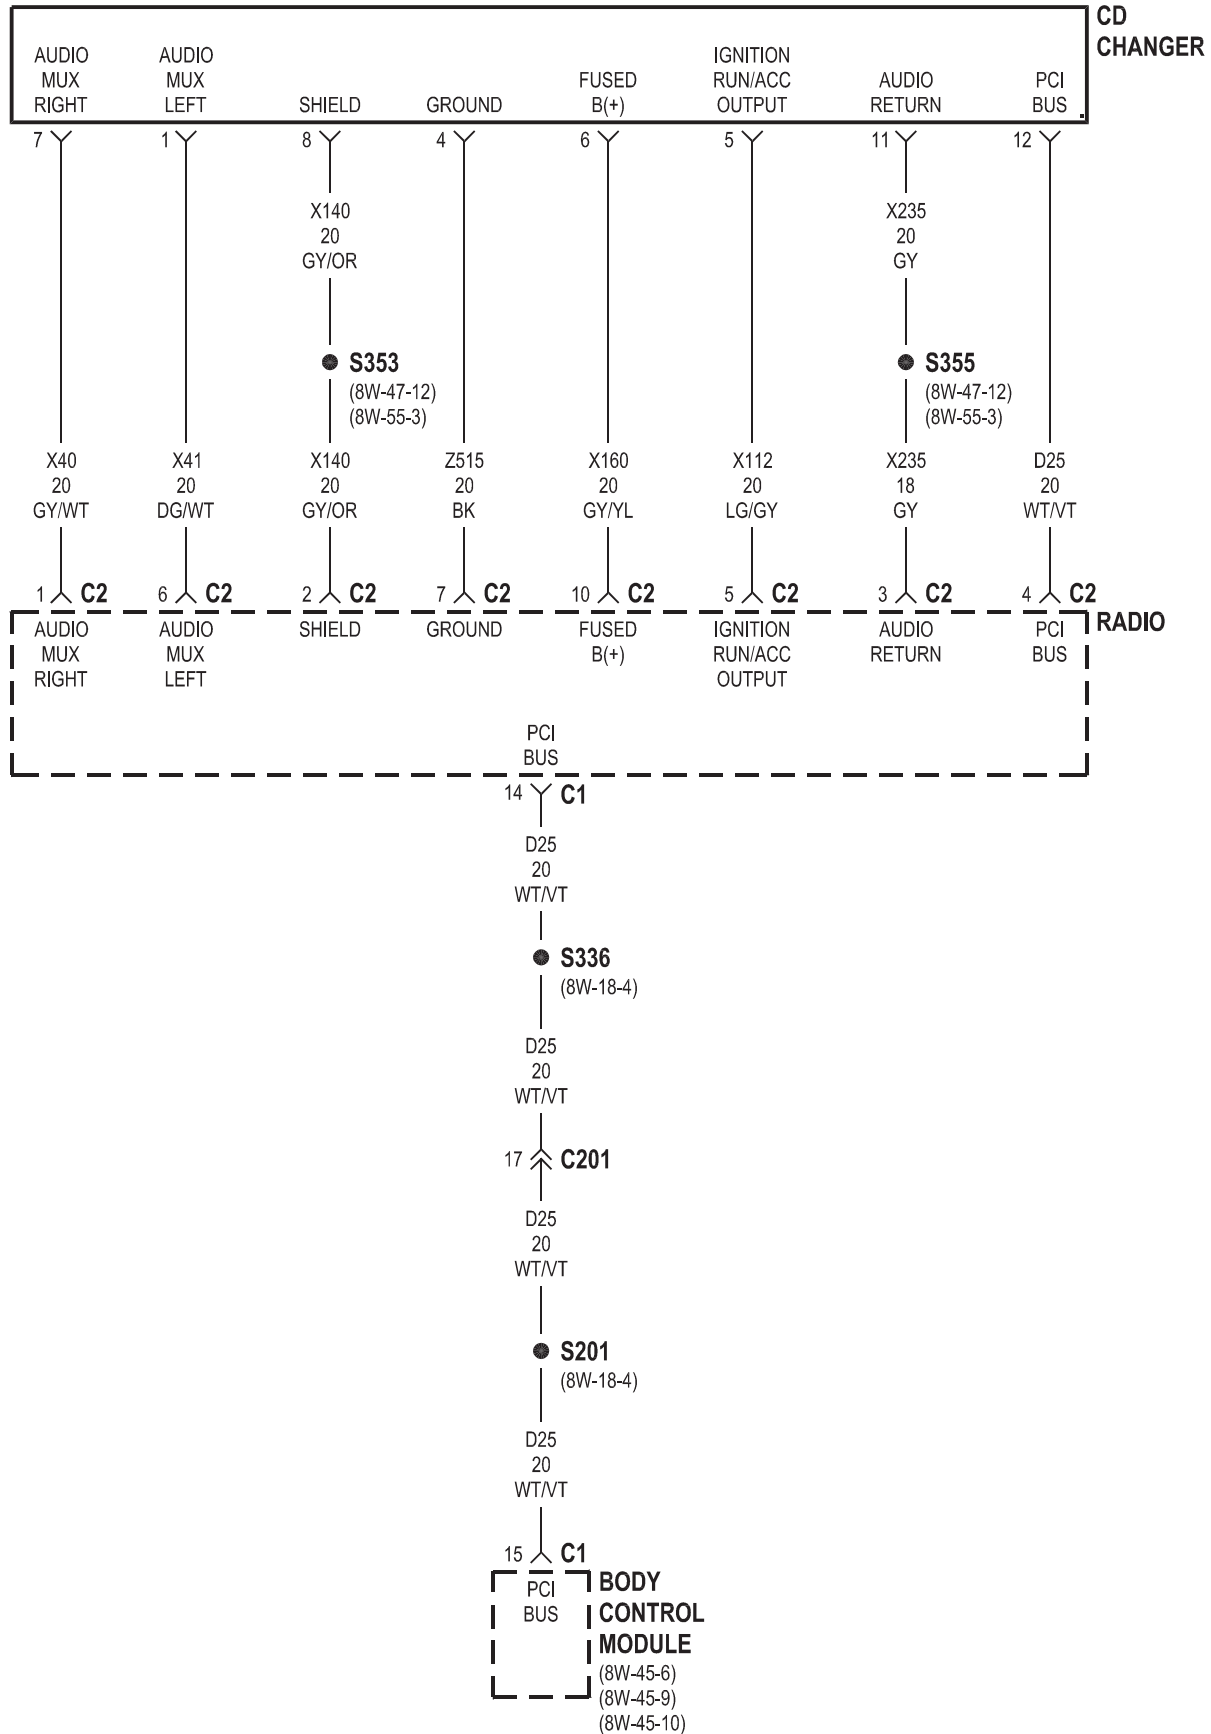 CD
CHANGER
AUDIO
MUX
RIGHT
AUDIO
MUX
LEFT
SHIELD
GROUND
FUSED
B(+)
IGNITION
RUN/ACC
OUTPUT
AUDIO
RETURN
PCI
BUS
7 1 8 4 6 5 11 12
X140
20
GY/OR
X235
20
GY
S353
(8W-47-12)
(8W-55-3)
S355
(8W-47-12)
(8W-55-3)
X40
20
GY/WT
X41
20
DG/WT
X140
20
GY/OR
Z515
20
BK
X160
20
GY/YL
X112
20
LG/GY
X235
18
GY
D25
20
WT/VT
1 C2 6 C2 2 C2 7 C2 10 C2 5 C2 3 C2 4 C2
RADIO
AUDIO
MUX
RIGHT
AUDIO
MUX
LEFT
SHIELD
GROUND
FUSED
B(+)
IGNITION
RUN/ACC
OUTPUT
AUDIO
RETURN
PCI
BUS
PCI
BUS
14 C1
D25
20
WT/VT
S336
(8W-18-4)
D25
20
WT/VT
17 C201
D25
20
WT/VT
S201
(8W-18-4)
D25
20
WT/VT
15 C1
PCI
BUS
BODY
CONTROL
MODULE
(8W-45-6)
(8W-45-9)
(8W-45-10)